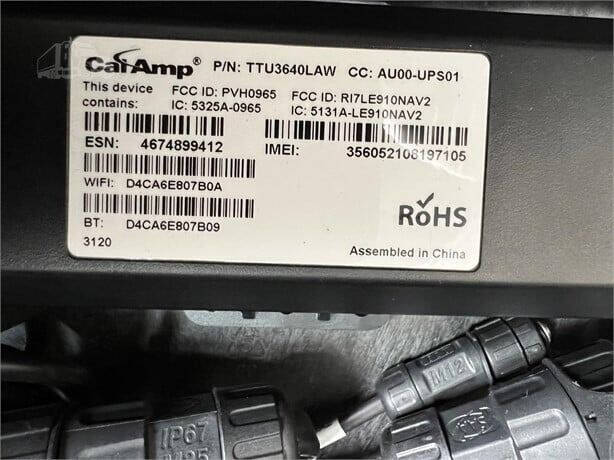 CalAmp® P/N: TTU3640LAW CC: AU00-UPS01
This device contains: FCC ID: PVH0965 FCC ID: RI7LE910NAV2
IC: 5325A-0965 IC: 5131A-LE910NAV2
ESN: 4674899412 IMEI: 356052108197105
WIFI: D4CA6E807B0A
BT: D4CA6E807B09
RoHS
3120 Assembled in China
M12
IP67
M25